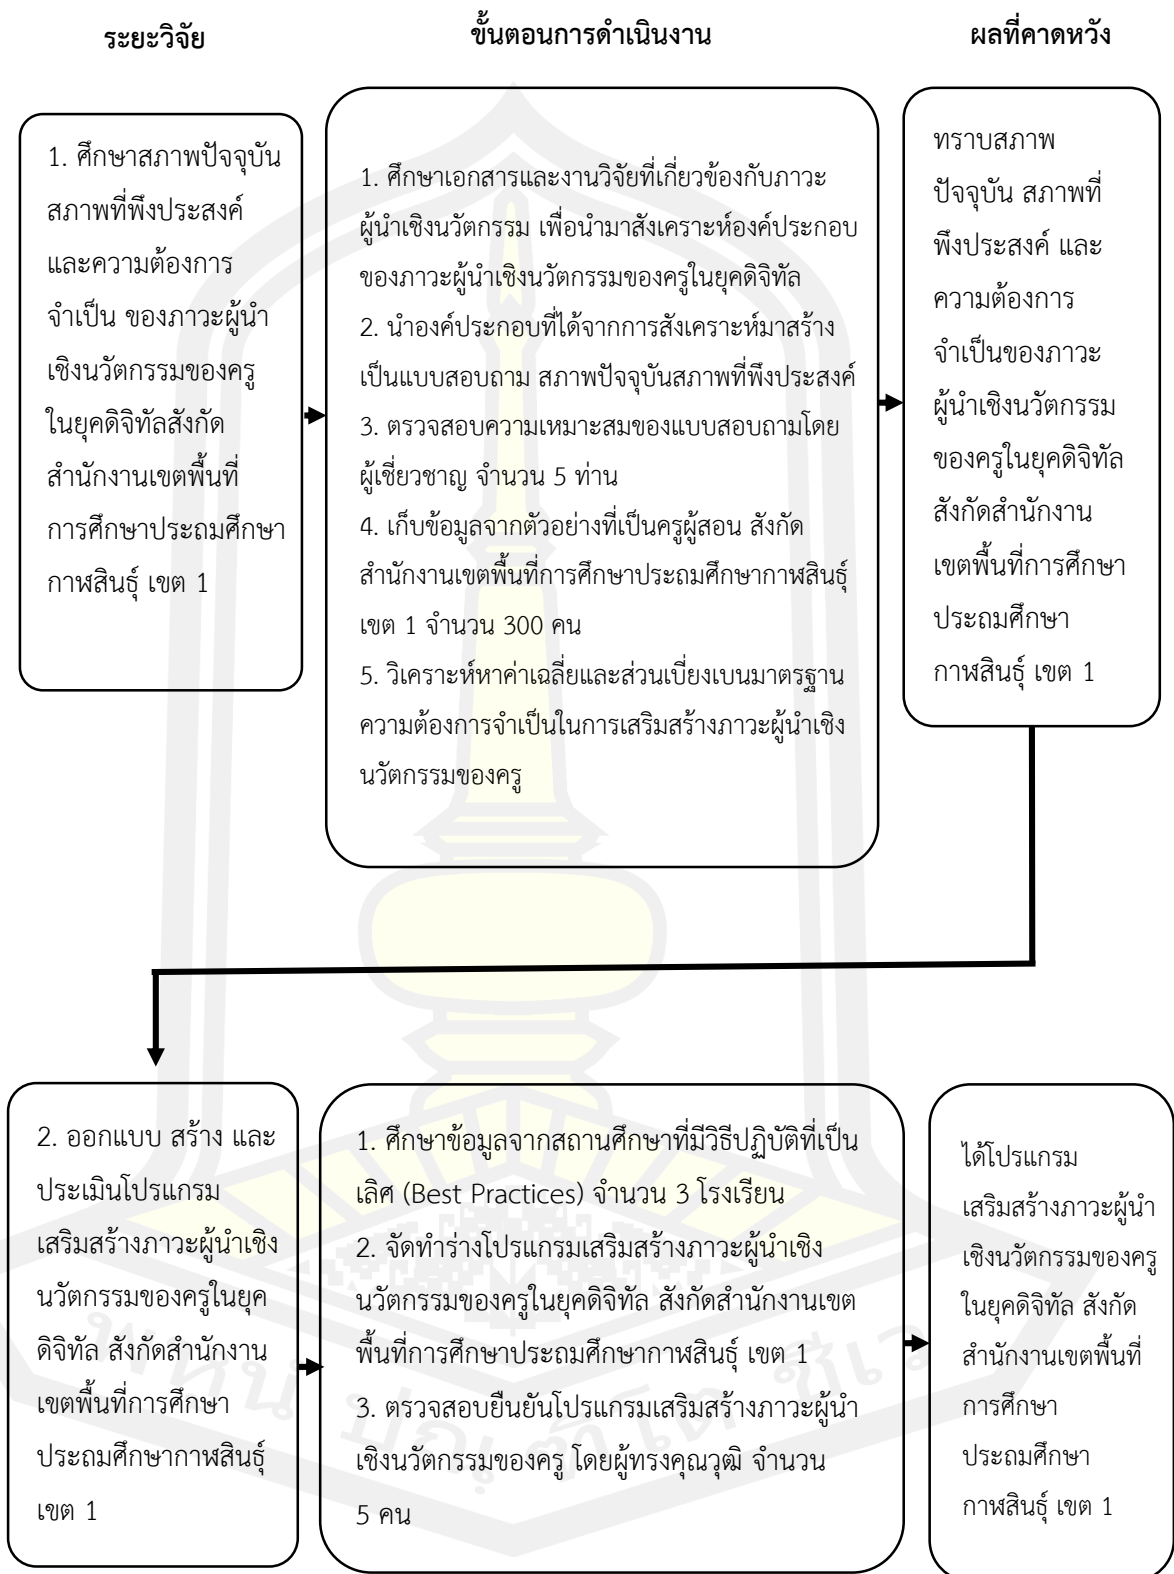 ระยะวิจัย
ขั้นตอนการดำเนินงาน
ผลที่คาดหวัง
1. ศึกษาสภาพปัจจุบัน
สภาพที่พึงประสงค์
และความต้องการ
จำเป็น ของภาวะผู้นำ
เชิงนวัตกรรมของครู
ในยุคดิจิทัลสังกัด
สำนักงานเขตพื้นที่
การศึกษาประถมศึกษา
กาฬสินธุ์ เขต 1
1. ศึกษาเอกสารและงานวิจัยที่เกี่ยวข้องกับภาวะ
ผู้นำเชิงนวัตกรรม เพื่อนำมาสังเคราะห์องค์ประกอบ
ของภาวะผู้นำเชิงนวัตกรรมของครูในยุคดิจิทัล
2. นำองค์ประกอบที่ได้จากการสังเคราะห์มาสร้าง
เป็นแบบสอบถาม สภาพปัจจุบันสภาพที่พึงประสงค์
3. ตรวจสอบความเหมาะสมของแบบสอบถามโดย
ผู้เชี่ยวชาญ จำนวน 5 ท่าน
4. เก็บข้อมูลจากตัวอย่างที่เป็นครูผู้สอน สังกัด
สำนักงานเขตพื้นที่การศึกษาประถมศึกษากาฬสินธุ์
เขต 1 จำนวน 300 คน
5. วิเคราะห์หาค่าเฉลี่ยและส่วนเบี่ยงเบนมาตรฐาน
ความต้องการจำเป็นในการเสริมสร้างภาวะผู้นำเชิง
นวัตกรรมของครู
ทราบสภาพ
ปัจจุบัน สภาพที่
พึงประสงค์ และ
ความต้องการ
จำเป็นของภาวะ
ผู้นำเชิงนวัตกรรม
ของครูในยุคดิจิทัล
สังกัดสำนักงาน
เขตพื้นที่การศึกษา
ประถมศึกษา
กาฬสินธุ์ เขต 1
2. ออกแบบ สร้าง และ
ประเมินโปรแกรม
เสริมสร้างภาวะผู้นำเชิง
นวัตกรรมของครูในยุค
ดิจิทัล สังกัดสำนักงาน
เขตพื้นที่การศึกษา
ประถมศึกษากาฬสินธุ์
เขต 1
1. ศึกษาข้อมูลจากสถานศึกษาที่มีวิธีปฏิบัติที่เป็น
เลิศ (Best Practices) จำนวน 3 โรงเรียน
2. จัดทำร่างโปรแกรมเสริมสร้างภาวะผู้นำเชิง
นวัตกรรมของครูในยุคดิจิทัล สังกัดสำนักงานเขต
พื้นที่การศึกษาประถมศึกษากาฬสินธุ์ เขต 1
3. ตรวจสอบยืนยันโปรแกรมเสริมสร้างภาวะผู้นำ
เชิงนวัตกรรมของครู โดยผู้ทรงคุณวุฒิ จำนวน
5 คน
ได้โปรแกรม
เสริมสร้างภาวะผู้นำ
เชิงนวัตกรรมของครู
ในยุคดิจิทัล สังกัด
สำนักงานเขตพื้นที่
การศึกษา
ประถมศึกษา
กาฬสินธุ์ เขต 1
พหูน ปณฺฑิโต ชีเว